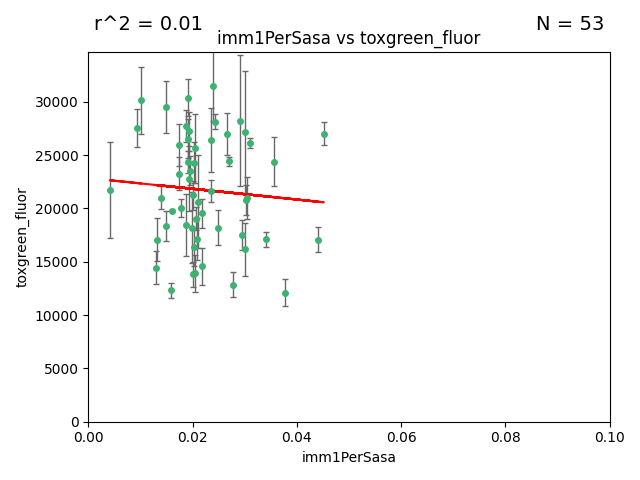 r^2 = 0.01
N = 53
imm1PerSasa vs toxgreen_fluor
30000
25000
20000
15000
10000
5000
0
toxgreen_fluor
0.00
0.02
0.04
0.06
0.08
0.10
imm1PerSasa